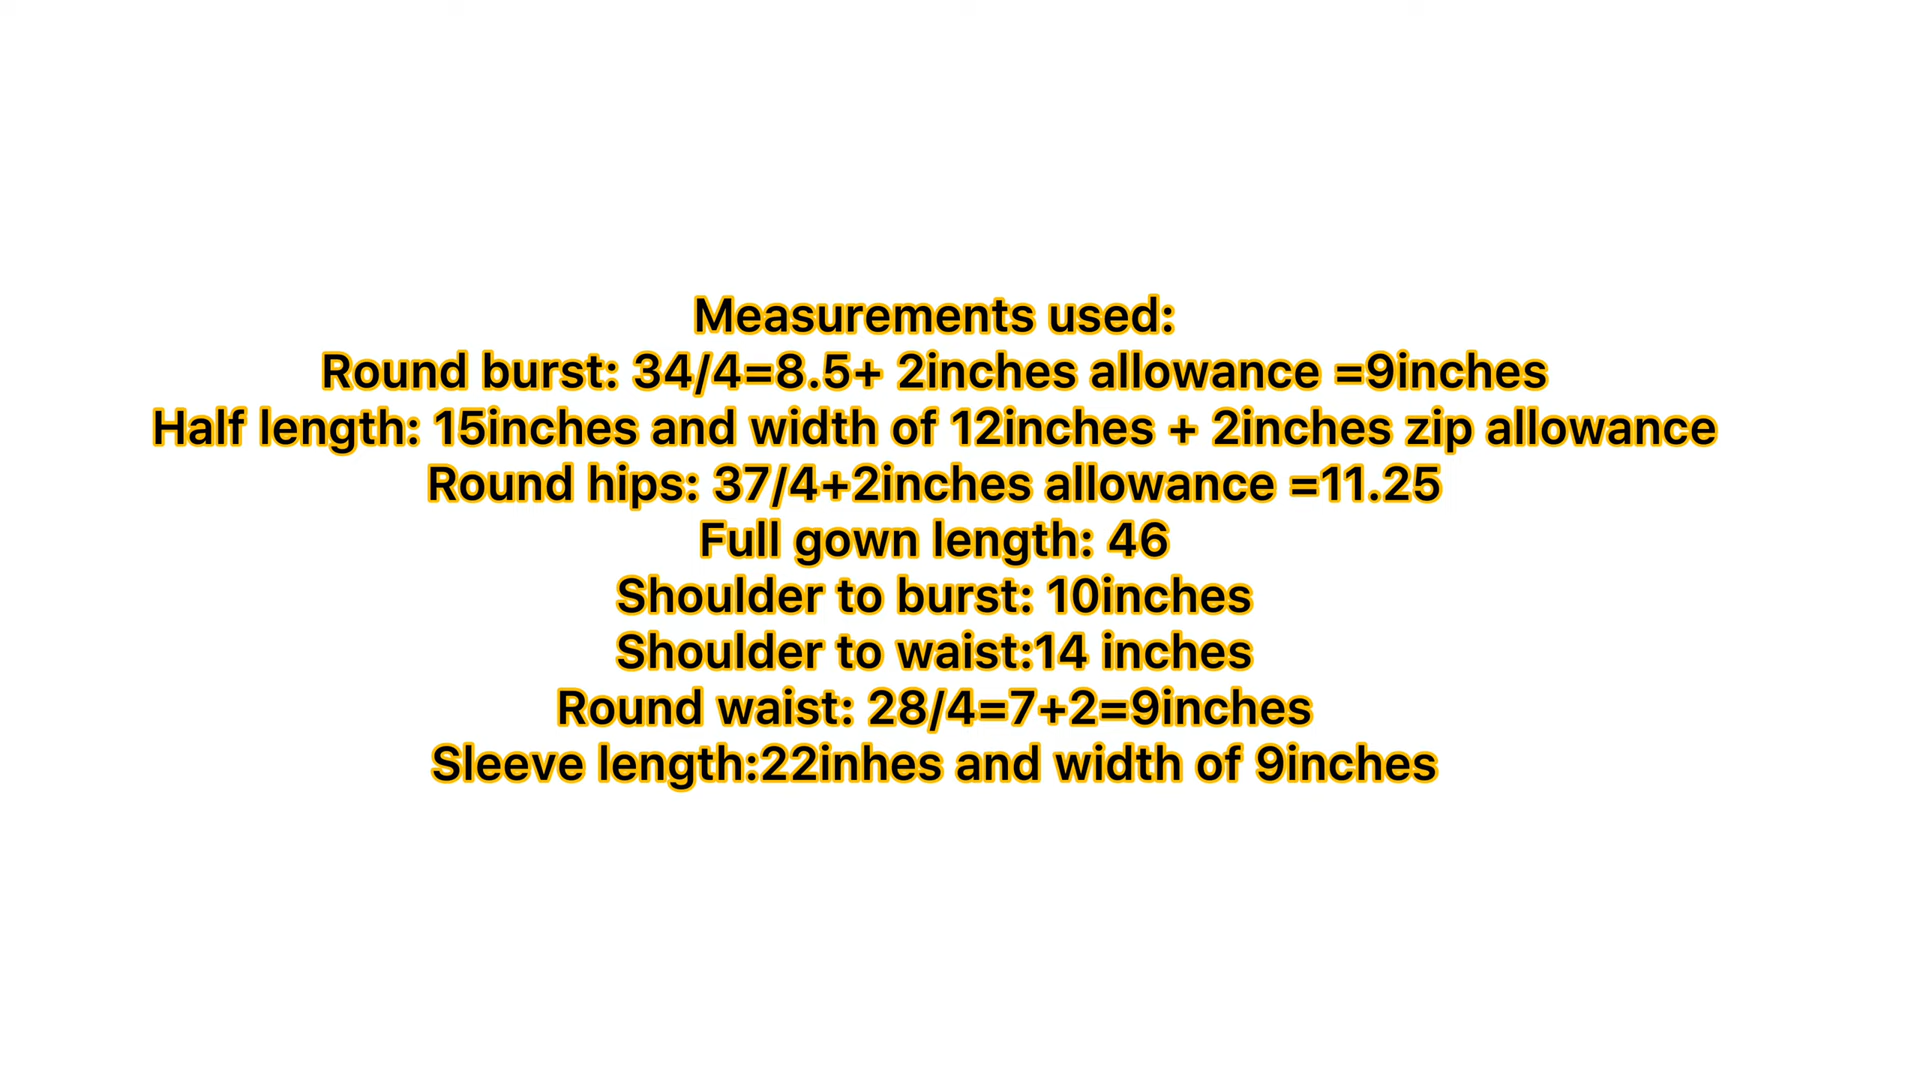 Measurements used:
Round burst: 34/4=8.5+ 2inches allowance =9inches
Half length: 15inches and width of 12inches + 2inches zip allowance
Round hips: 37/4+2inches allowance =11.25
Full gown length: 46
Shoulder to burst: 10inches
Shoulder to waist:14 inches
Round waist: 28/4=7+2=9inches
Sleeve length:22inhes and width of 9inches